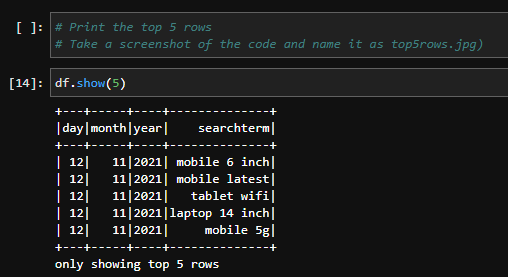 [ ]: # Print the top 5 rows
# Take a screenshot of the code and name it as top5rows.jpg)
[14]: df.show(5)
+---+-----+----+--------------+
|day|month|year|    searchterm|
+---+-----+----+--------------+
| 12|   11|2021| mobile 6 inch|
| 12|   11|2021| mobile latest|
| 12|   11|2021|   tablet wifi|
| 12|   11|2021|laptop 14 inch|
| 12|   11|2021|     mobile 5g|
+---+-----+----+--------------+
only showing top 5 rows